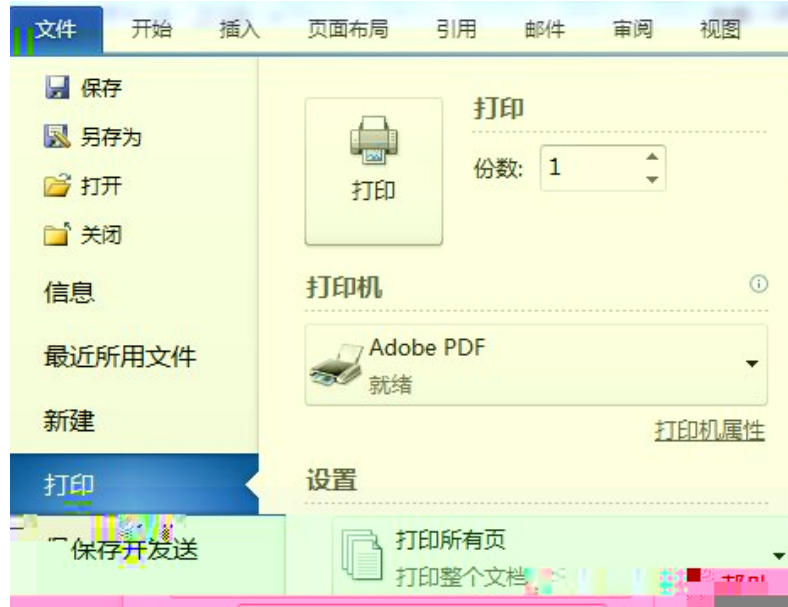 文件 开始 插入 页面布局 引用 邮件 审阅 视图
保存
另存为
打开
关闭
信息
最近所用文件
新建
打印
保存并发送
打印
打印
份数: 1
打印机
Adobe PDF
就绪
打印机属性
设置
打印所有页
打印整个文档